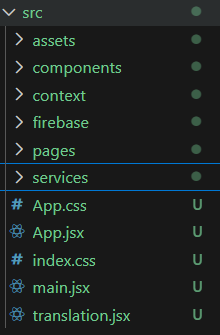 src
assets
components
context
firebase
pages
services
# App.css U
App.jsx U
# index.css U
main.jsx U
translation.jsx U